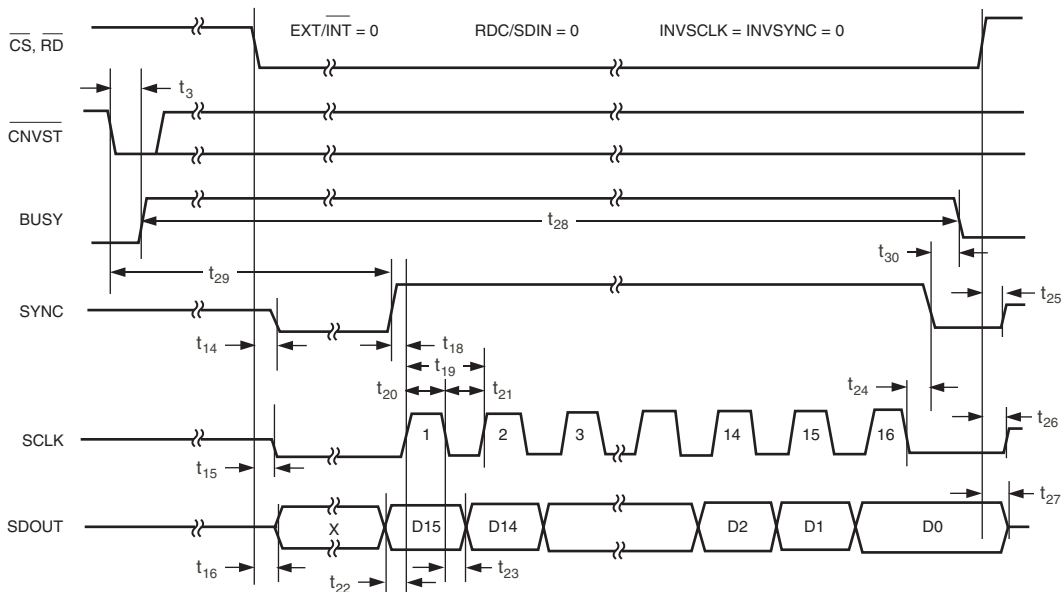 EXT/INT = 0 RDC/SDIN = 0 INVSCLK = INVSYNC = 0
CS, RD
t3
CNVST
BUSY
t28
t30
t29
t25
SYNC
t14
t18
t19
t20
t21
t24
t26
SCLK
1 2 3 14 15 16
t15
t27
SDOUT
X D15 D14 D2 D1 D0
t16
t22
t23